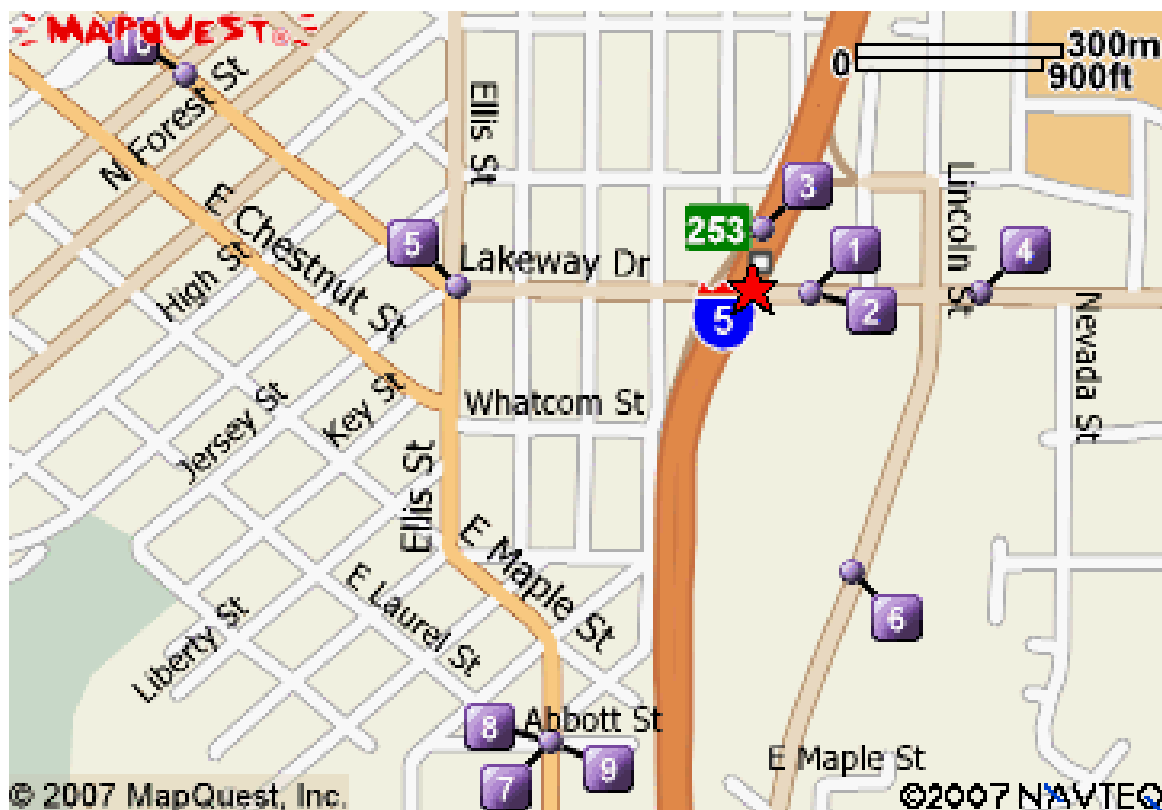 MAPQUEST®
10
300m
0
900ft
N Forest St
Ellis St
3
E Chestnut St
253
Lincoln St
5
Lakeway Dr
1
4
High St
2
5
Nevada St
Key St
Whatcom St
Jersey St
Ellis St
E Maple St
E Laurel St
6
Liberty St
8
Abbott St
7
9
E Maple St
© 2007 MapQuest, Inc.
©2007 NAVTEQ